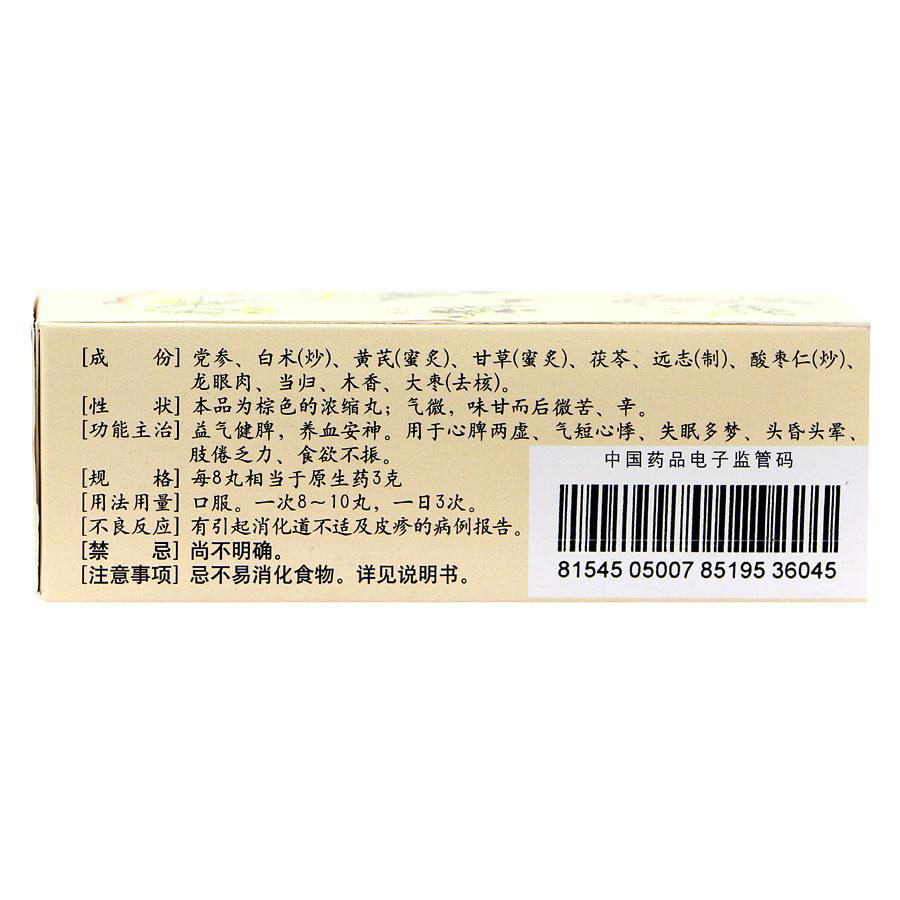 [成 份] 党参、白术(炒)、黄芪(蜜炙)、甘草(蜜炙)、茯苓、远志(制)、酸枣仁(炒)、
龙眼肉、当归、木香、大枣(去核)。
[性 状] 本品为棕色的浓缩丸；气微，味甘而后微苦、辛。
[功能主治] 益气健脾，养血安神。用于心脾两虚、气短心悸、失眠多梦、头昏头晕、
肢倦乏力、食欲不振。
[规 格] 每8丸相当于原生药3克
[用法用量] 口服。一次8～10丸，一日3次。
[不良反应] 有引起消化道不适及皮疹的病例报告。
[禁 忌] 尚不明确。
[注意事项] 忌不易消化食物。详见说明书。
中国药品电子监管码
81545 05007 85195 36045